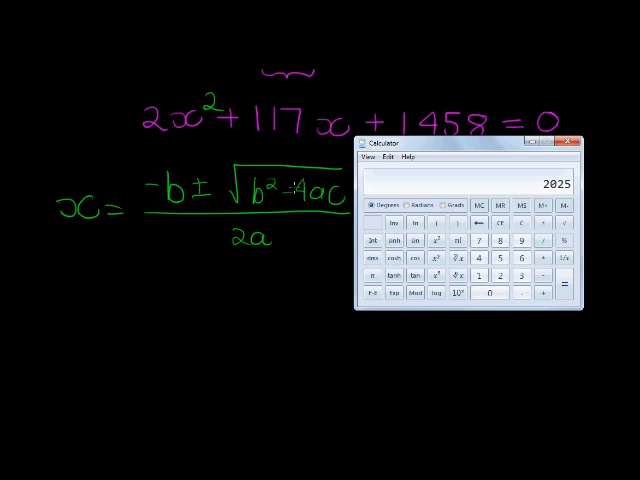 2x² + 117x + 1458 = 0
x = (-b ± √(b² - 4ac)) / 2a
Calculator
View Edit Help
2025
Degrees Radians Grads MC MR MS M+ M-
Inv ln ( ) ← CE C ± √
Int sinh sin x² n! 7 8 9 / %
dms cosh cos xʸ ʸ√x 4 5 6 * 1/x
π tanh tan x³ ³√x 1 2 3 - =
F-E Exp Mod log 10ˣ 0 . +